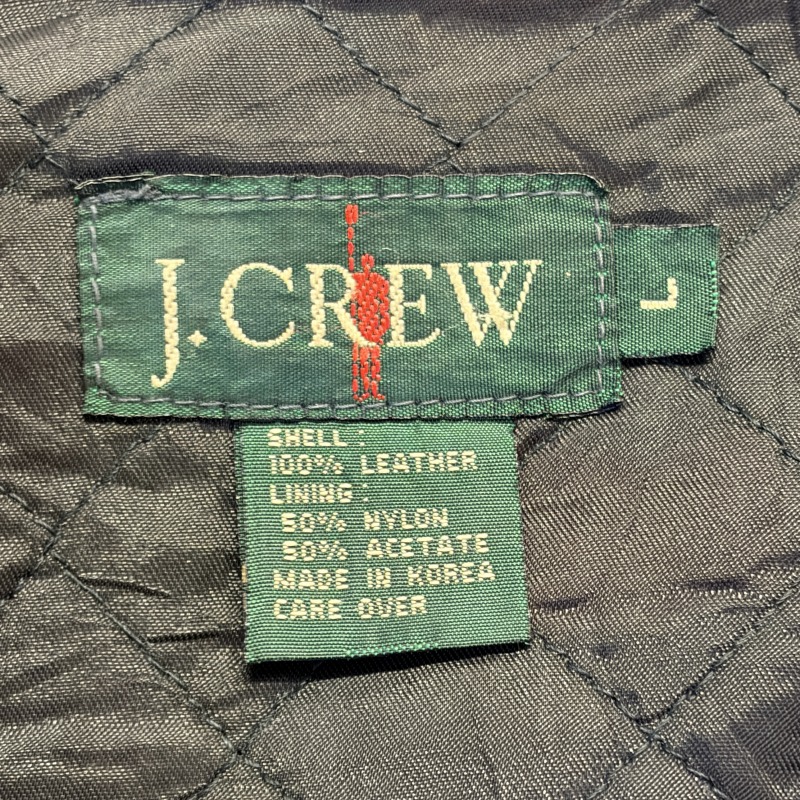 J.CREW
L
SHELL :
100% LEATHER
LINING :
50% NYLON
50% ACETATE
MADE IN KOREA
CARE OVER